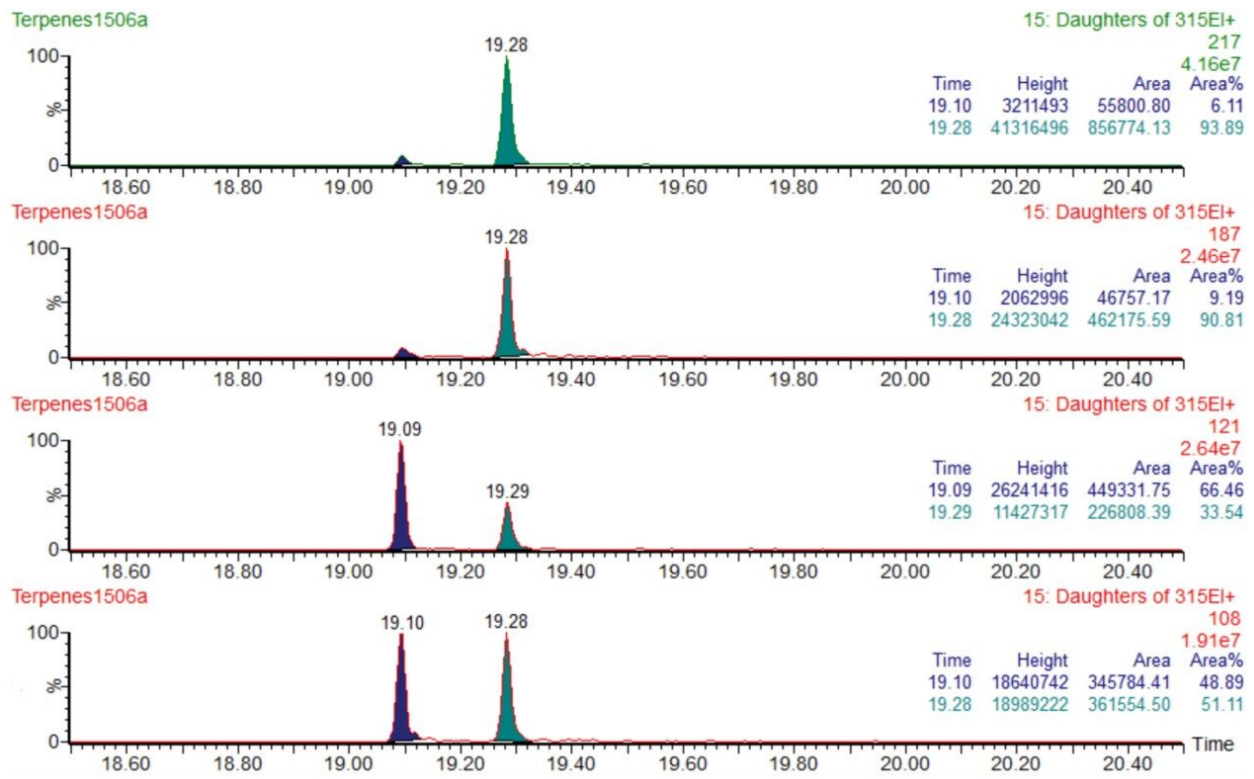 Terpenes1506a 15: Daughters of 315EI+
217
4.16e7
Time Height Area Area%
19.10 3211493 55800.80 6.11
19.28 41316496 856774.13 93.89
19.28
100
%
0
18.60 18.80 19.00 19.20 19.40 19.60 19.80 20.00 20.20 20.40
Terpenes1506a 15: Daughters of 315EI+
187
2.46e7
Time Height Area Area%
19.10 2062996 46757.17 9.19
19.28 24323042 462175.59 90.81
19.28
100
%
0
18.60 18.80 19.00 19.20 19.40 19.60 19.80 20.00 20.20 20.40
Terpenes1506a 15: Daughters of 315EI+
121
2.64e7
Time Height Area Area%
19.09 26241416 449331.75 66.46
19.29 11427317 226808.39 33.54
19.09
19.29
100
%
0
18.60 18.80 19.00 19.20 19.40 19.60 19.80 20.00 20.20 20.40
Terpenes1506a 15: Daughters of 315EI+
108
1.91e7
Time Height Area Area%
19.10 18640742 345784.41 48.89
19.28 18989222 361554.50 51.11
19.10 19.28
100
%
0
Time
18.60 18.80 19.00 19.20 19.40 19.60 19.80 20.00 20.20 20.40